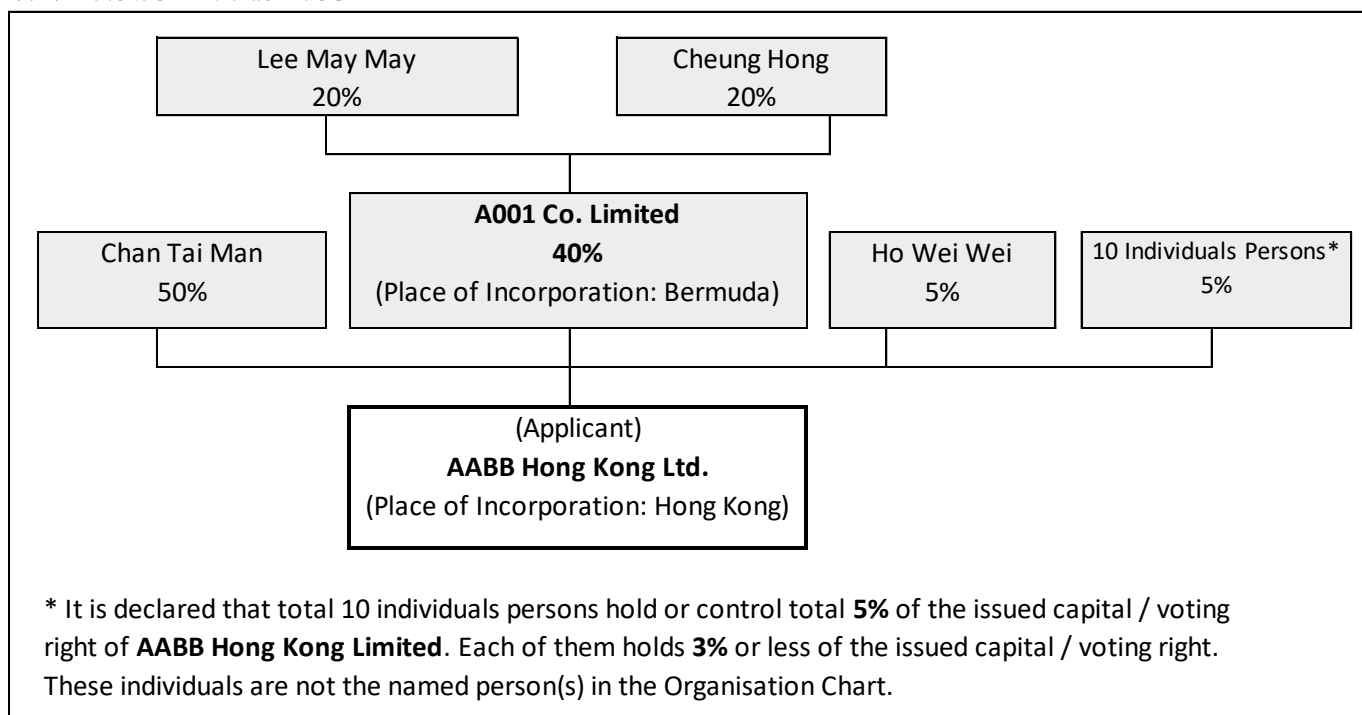 Lee May May
20%
Cheung Hong
20%
A001 Co. Limited
40%
(Place of Incorporation: Bermuda)
Chan Tai Man
50%
Ho Wei Wei
5%
10 Individuals Persons*
5%
(Applicant)
AABB Hong Kong Ltd.
(Place of Incorporation: Hong Kong)
* It is declared that total 10 individuals persons hold or control total 5% of the issued capital / voting
right of AABB Hong Kong Limited. Each of them holds 3% or less of the issued capital / voting right.
These individuals are not the named person(s) in the Organisation Chart.